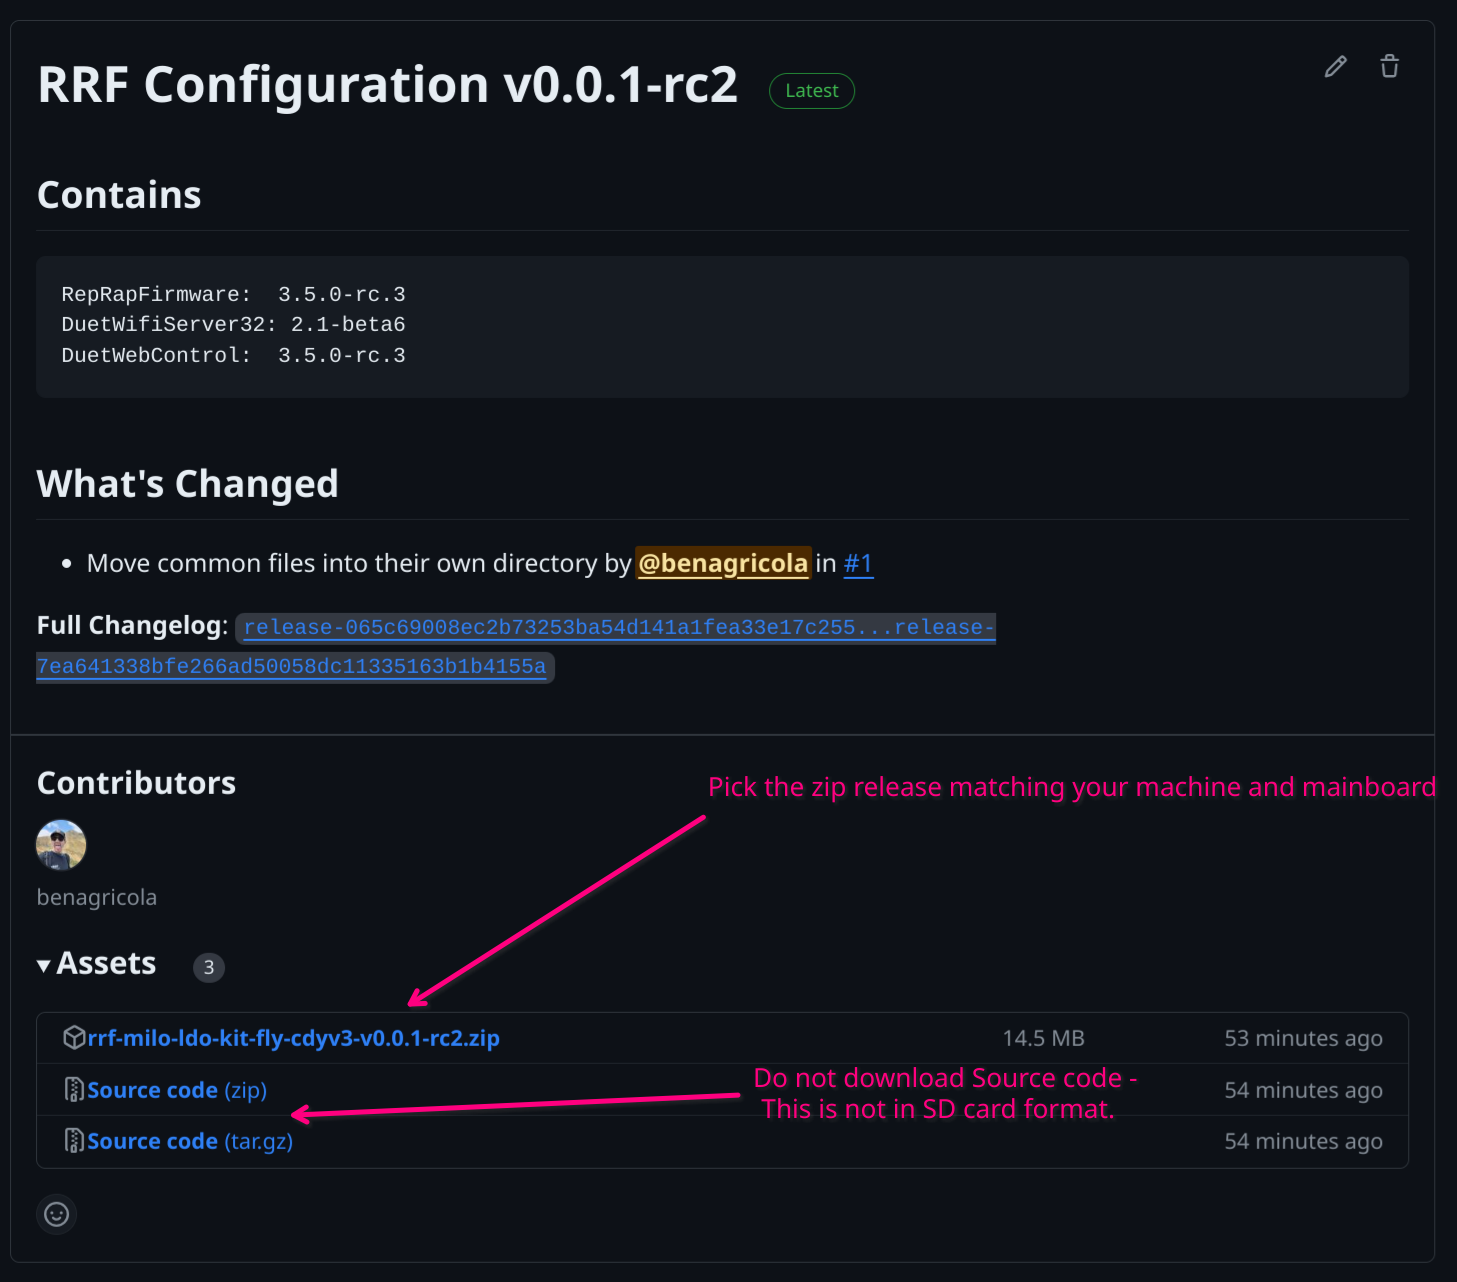 RRF Configuration v0.0.1-rc2 Latest
Contains
RepRapFirmware:  3.5.0-rc.3
DuetWifiServer32: 2.1-beta6
DuetWebControl:  3.5.0-rc.3
What's Changed
• Move common files into their own directory by @benagricola in #1
Full Changelog: release-065c69008ec2b73253ba54d141a1fea33e17c255...release-
7ea641338bfe266ad50058dc11335163b1b4155a
Contributors
Pick the zip release matching your machine and mainboard
benagricola
Assets 3
rrf-milo-ldo-kit-fly-cdyv3-v0.0.1-rc2.zip 14.5 MB 53 minutes ago
Source code (zip) 54 minutes ago
Do not download Source code -
This is not in SD card format.
Source code (tar.gz) 54 minutes ago